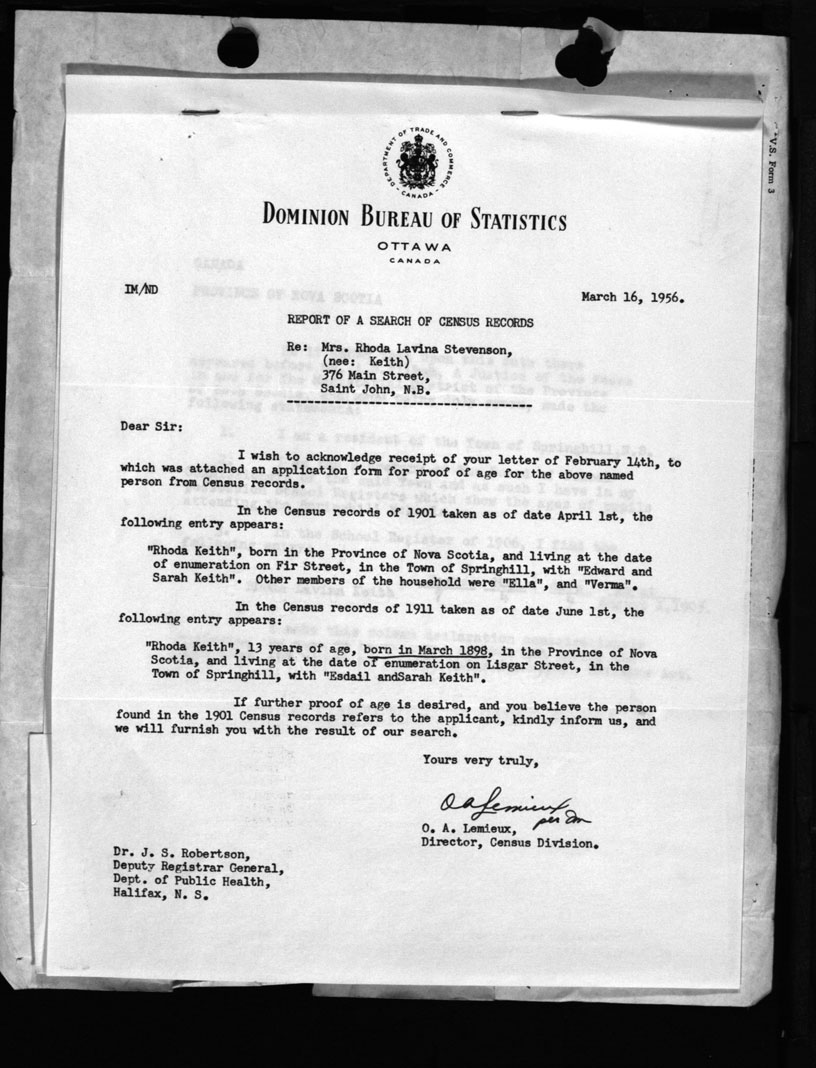 DEPARTMENT OF TRADE AND COMMERCE
- CANADA -
DOMINION BUREAU OF STATISTICS
OTTAWA
CANADA
V.S. Form 3
IM/ND
March 16, 1956.
REPORT OF A SEARCH OF CENSUS RECORDS
Re: Mrs. Rhoda Lavina Stevenson,
(nee: Keith)
376 Main Street,
Saint John, N.B.
Dear Sir:
I wish to acknowledge receipt of your letter of February 14th, to
which was attached an application form for proof of age for the above named
person from Census records.
In the Census records of 1901 taken as of date April 1st, the
following entry appears:
"Rhoda Keith", born in the Province of Nova Scotia, and living at the date
of enumeration on Fir Street, in the Town of Springhill, with "Edward and
Sarah Keith". Other members of the household were "Ella", and "Verma".
In the Census records of 1911 taken as of date June 1st, the
following entry appears:
"Rhoda Keith", 13 years of age, born in March 1898, in the Province of Nova
Scotia, and living at the date of enumeration on Lisgar Street, in the
Town of Springhill, with "Esdail andSarah Keith".
If further proof of age is desired, and you believe the person
found in the 1901 Census records refers to the applicant, kindly inform us, and
we will furnish you with the result of our search.
Yours very truly,
O A Lemieux
per
O. A. Lemieux,
Director, Census Division.
Dr. J. S. Robertson,
Deputy Registrar General,
Dept. of Public Health,
Halifax, N. S.